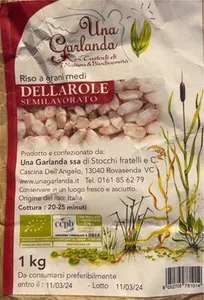 Una
Garlanda
Custodi di
Natura & Biodiversità
Riso a grani medi
DELLAROLE
SEMILAVORATO
Prodotto e confezionato da:
Una Garlanda ssa di Stocchi fratelli e C.
Cascina Dell'Angelo, 13040 Rovasenda VC
www.unagarlanda.it Tel. 0161 85 62 79
Conservare in un luogo fresco e asciutto.
Origine del riso: Italia
Cottura : 20-25 minuti
ccpb
1 kg
Da consumarsi preferibilmente
entro il : 11/03/24 - Lotto 11/03/24